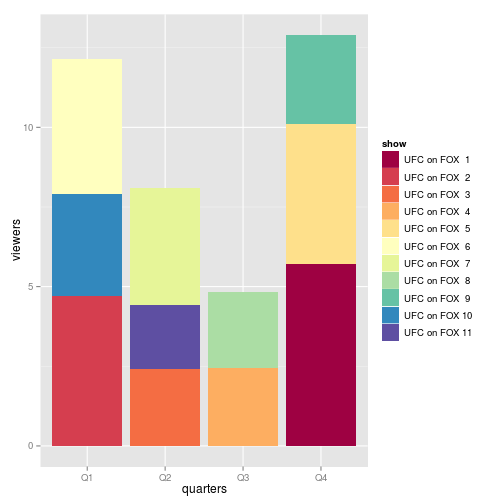 10
5
0
viewers
Q1 Q2 Q3 Q4
quarters
show
UFC on FOX 1
UFC on FOX 2
UFC on FOX 3
UFC on FOX 4
UFC on FOX 5
UFC on FOX 6
UFC on FOX 7
UFC on FOX 8
UFC on FOX 9
UFC on FOX 10
UFC on FOX 11